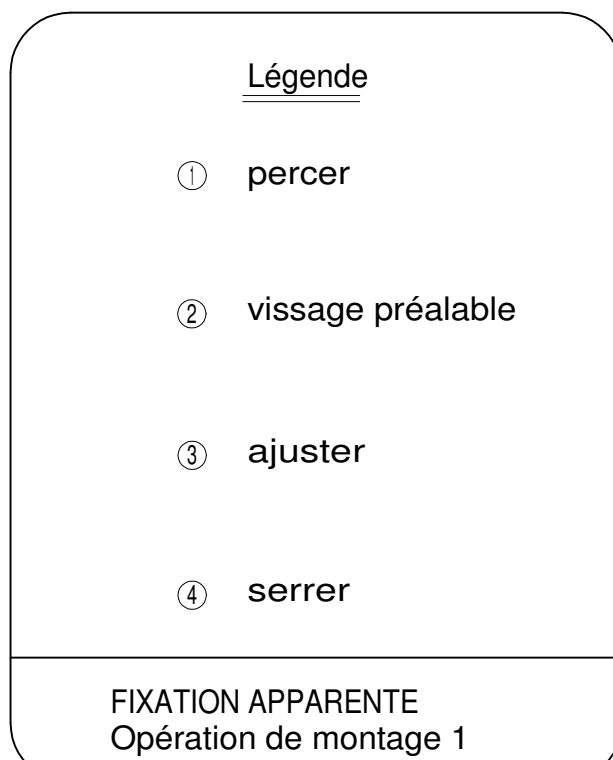 Légende
① percer
② vissage préalable
③ ajuster
④ serrer
FIXATION APPARENTE
Opération de montage 1